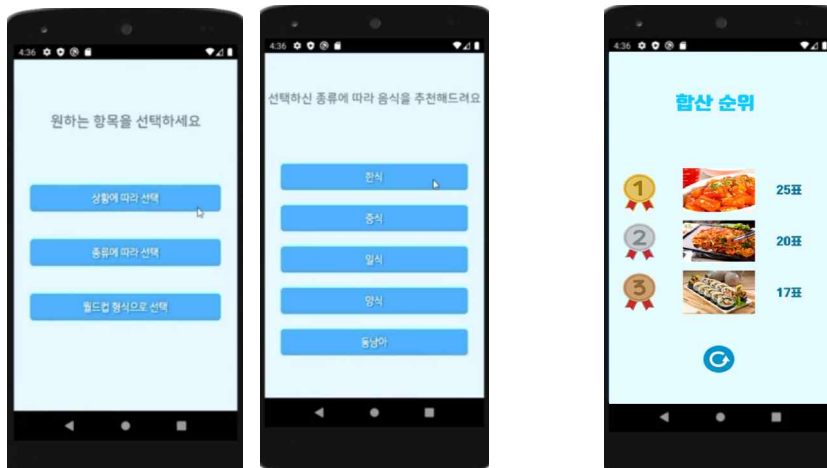 4:36
원하는 항목을 선택하세요
상황에 따라 선택
종류에 따라 선택
월드컵 형식으로 선택
4:36
선택하신 종류에 따라 음식을 추천해드려요
한식
중식
일식
양식
동남아
4:36
합산 순위
1 25표
2 20표
3 17표